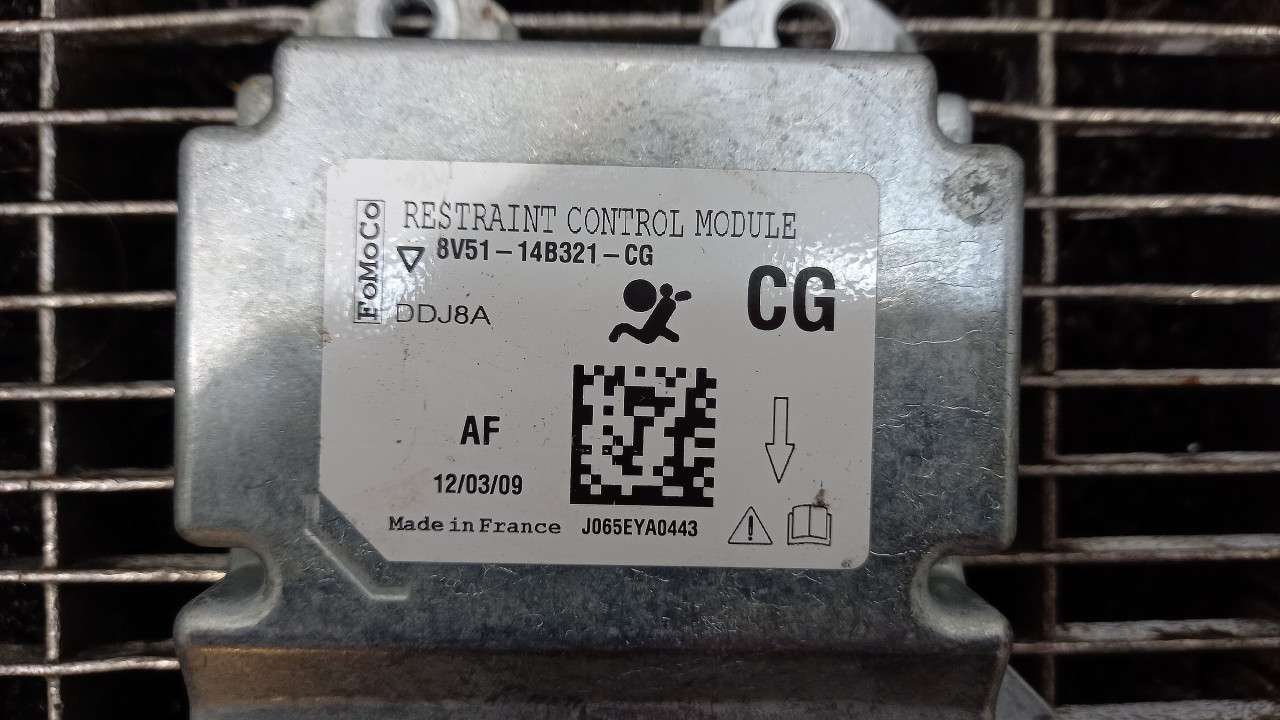 FoMoCo
RESTRAINT CONTROL MODULE
8V51-14B321-CG
CG
DDJ8A
AF
12/03/09
Made in France J065EYA0443